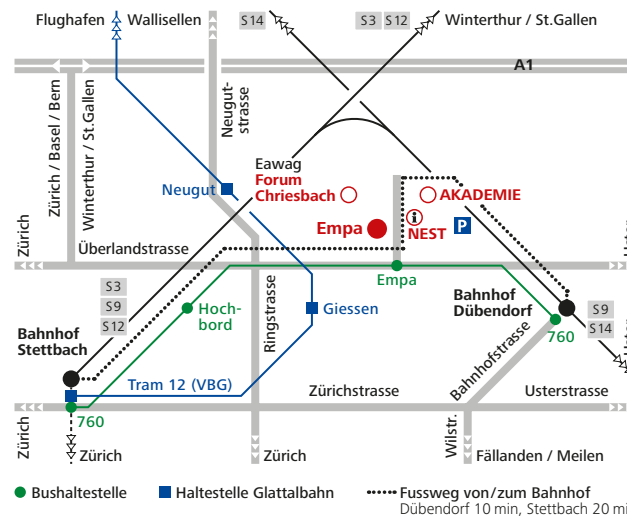 Flughafen
Wallisellen
S14
S3
S12
Winterthur / St.Gallen
A1
Neugut-
strasse
Zürich / Basel / Bern
Winterthur / St.Gallen
Eawag
Forum
Chriesbach
AKADEMIE
Neugut
Empa
NEST
i
P
Zürich
Überlandstrasse
Uster
Empa
S3
S9
S12
Hoch-
bord
Ringstrasse
Giessen
Bahnhof
Dübendorf
S9
S14
760
Bahnhof
Stettbach
Bahnhofstrasse
Uster
Tram 12 (VBG)
Zürichstrasse
Usterstrasse
760
Zürich
Zürich
Zürich
Wilstr.
Fällanden / Meilen
Bushaltestelle
Haltestelle Glattalbahn
Fussweg von/zum Bahnhof
Dübendorf 10 min, Stettbach 20 mi